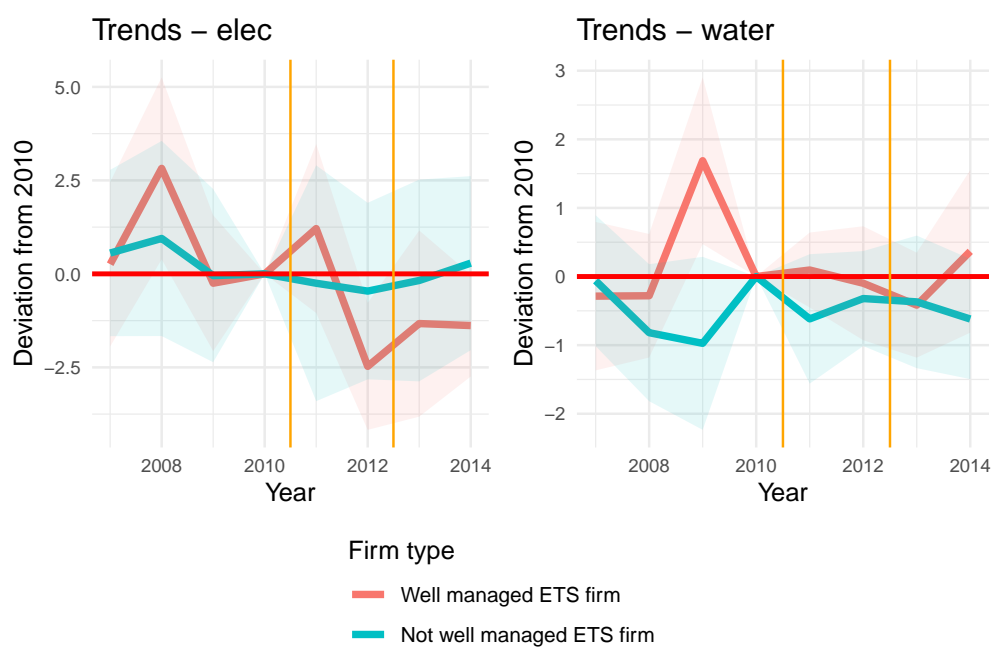 Trends – elec
Deviation from 2010
5.0
2.5
0.0
−2.5
2008 2010 2012 2014
Year
Trends – water
Deviation from 2010
3
2
1
0
−1
−2
2008 2010 2012 2014
Year
Firm type
Well managed ETS firm
Not well managed ETS firm